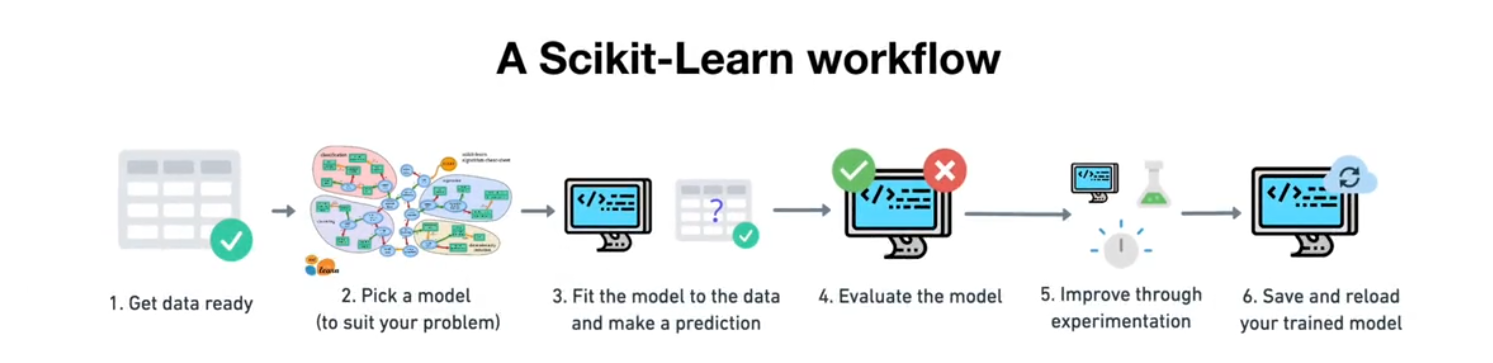 A Scikit-Learn workflow
</>
</>
</>
?
learn
1. Get data ready
2. Pick a model
(to suit your problem)
3. Fit the model to the data
and make a prediction
4. Evaluate the model
5. Improve through
experimentation
6. Save and reload
your trained model